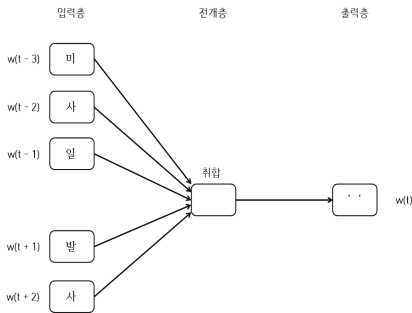 입력층 전개층 출력층
w(t - 3) 미
w(t - 2) 사
w(t - 1) 일
취합
' ' w(t)
w(t + 1) 발
w(t + 2) 사